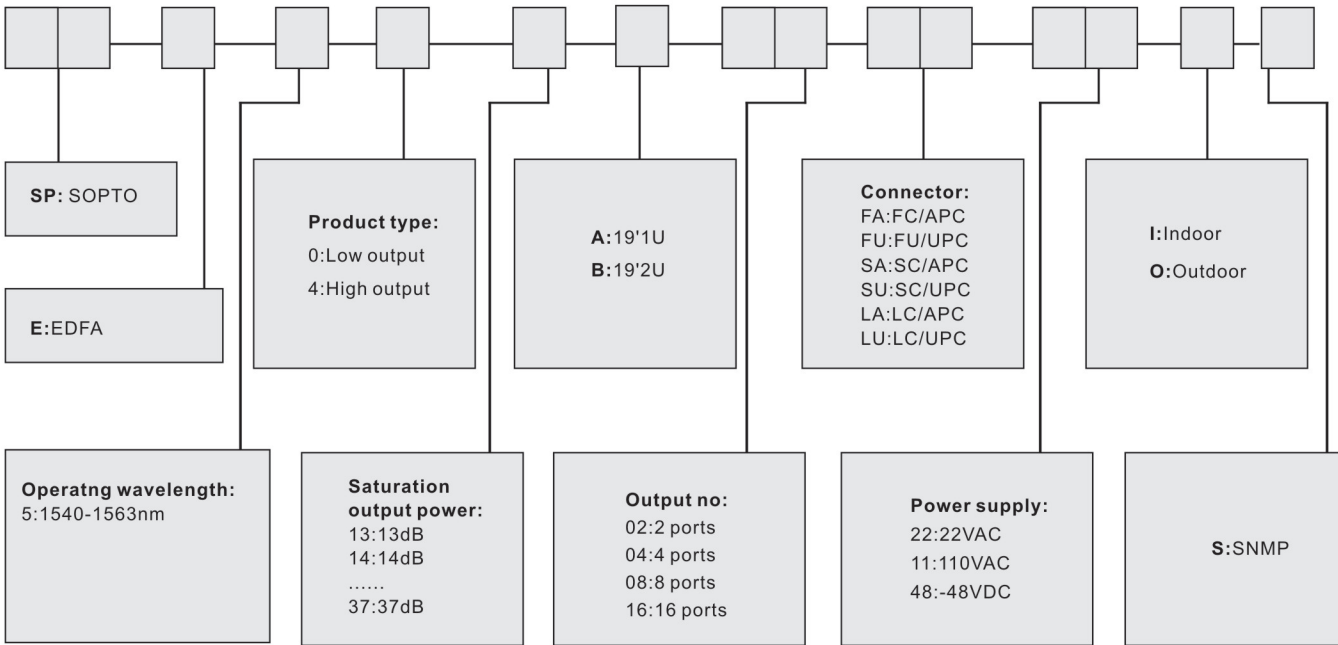 SP: SOPTO
E:EDFA
Product type:
0:Low output
4:High output
A:19'1U
B:19'2U
Connector:
FA:FC/APC
FU:FU/UPC
SA:SC/APC
SU:SC/UPC
LA:LC/APC
LU:LC/UPC
I:Indoor
O:Outdoor
Operatng wavelength:
5:1540-1563nm
Saturation
output power:
13:13dB
14:14dB
......
37:37dB
Output no:
02:2 ports
04:4 ports
08:8 ports
16:16 ports
Power supply:
22:22VAC
11:110VAC
48:-48VDC
S:SNMP